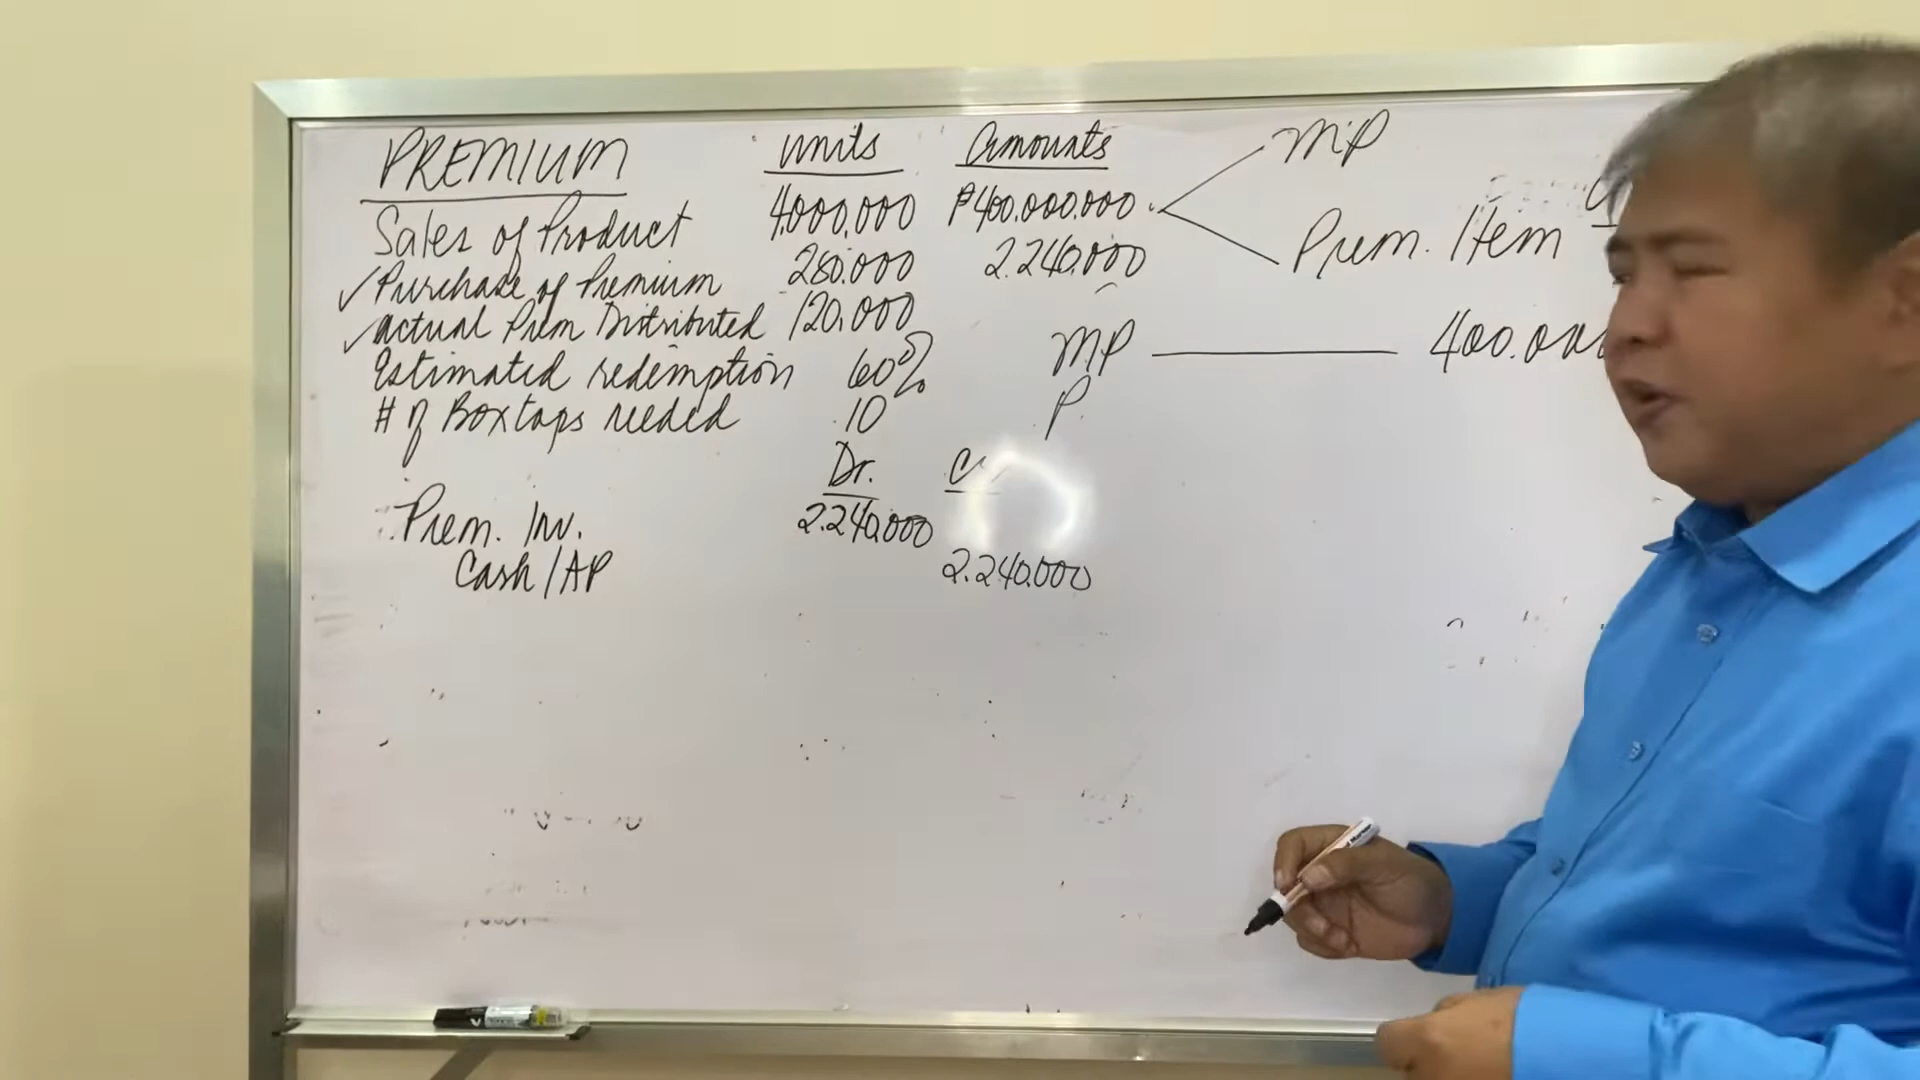 PREMIUM Units Amounts
Sales of Product 4,000,000 ₱400,000,000
✓ Purchase of Premium 280,000 2,240,000
✓ Actual Prem Distributed 120,000
Estimated redemption 60%
# of Boxtops needed 10
Dr.
Prem. Inv. 2,240,000
Cash/AP 2,240,000
MP
Prem. Item
MP 400,000
P.